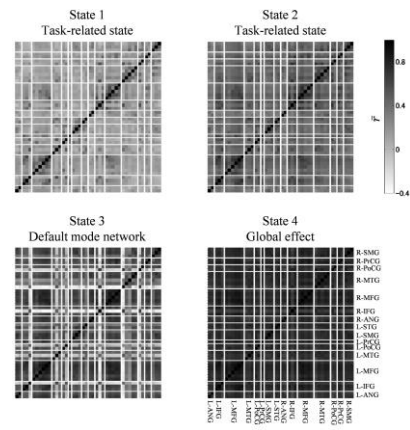 State 1
Task-related state
State 2
Task-related state
0.8
0.4
0
-0.4
r̄
State 3
Default mode network
State 4
Global effect
R-SMG
R-PrCG
R-PoCG
R-MTG
R-MFG
R-IFG
R-ANG
L-STG
L-SMG
L-PrCG
L-PoCG
L-MTG
L-MFG
L-IFG
L-ANG
L-ANG
L-IFG
L-MFG
L-MTG
L-PoCG
L-PrCG
L-SMG
L-STG
R-ANG
R-IFG
R-MFG
R-MTG
R-PoCG
R-PrCG
R-SMG